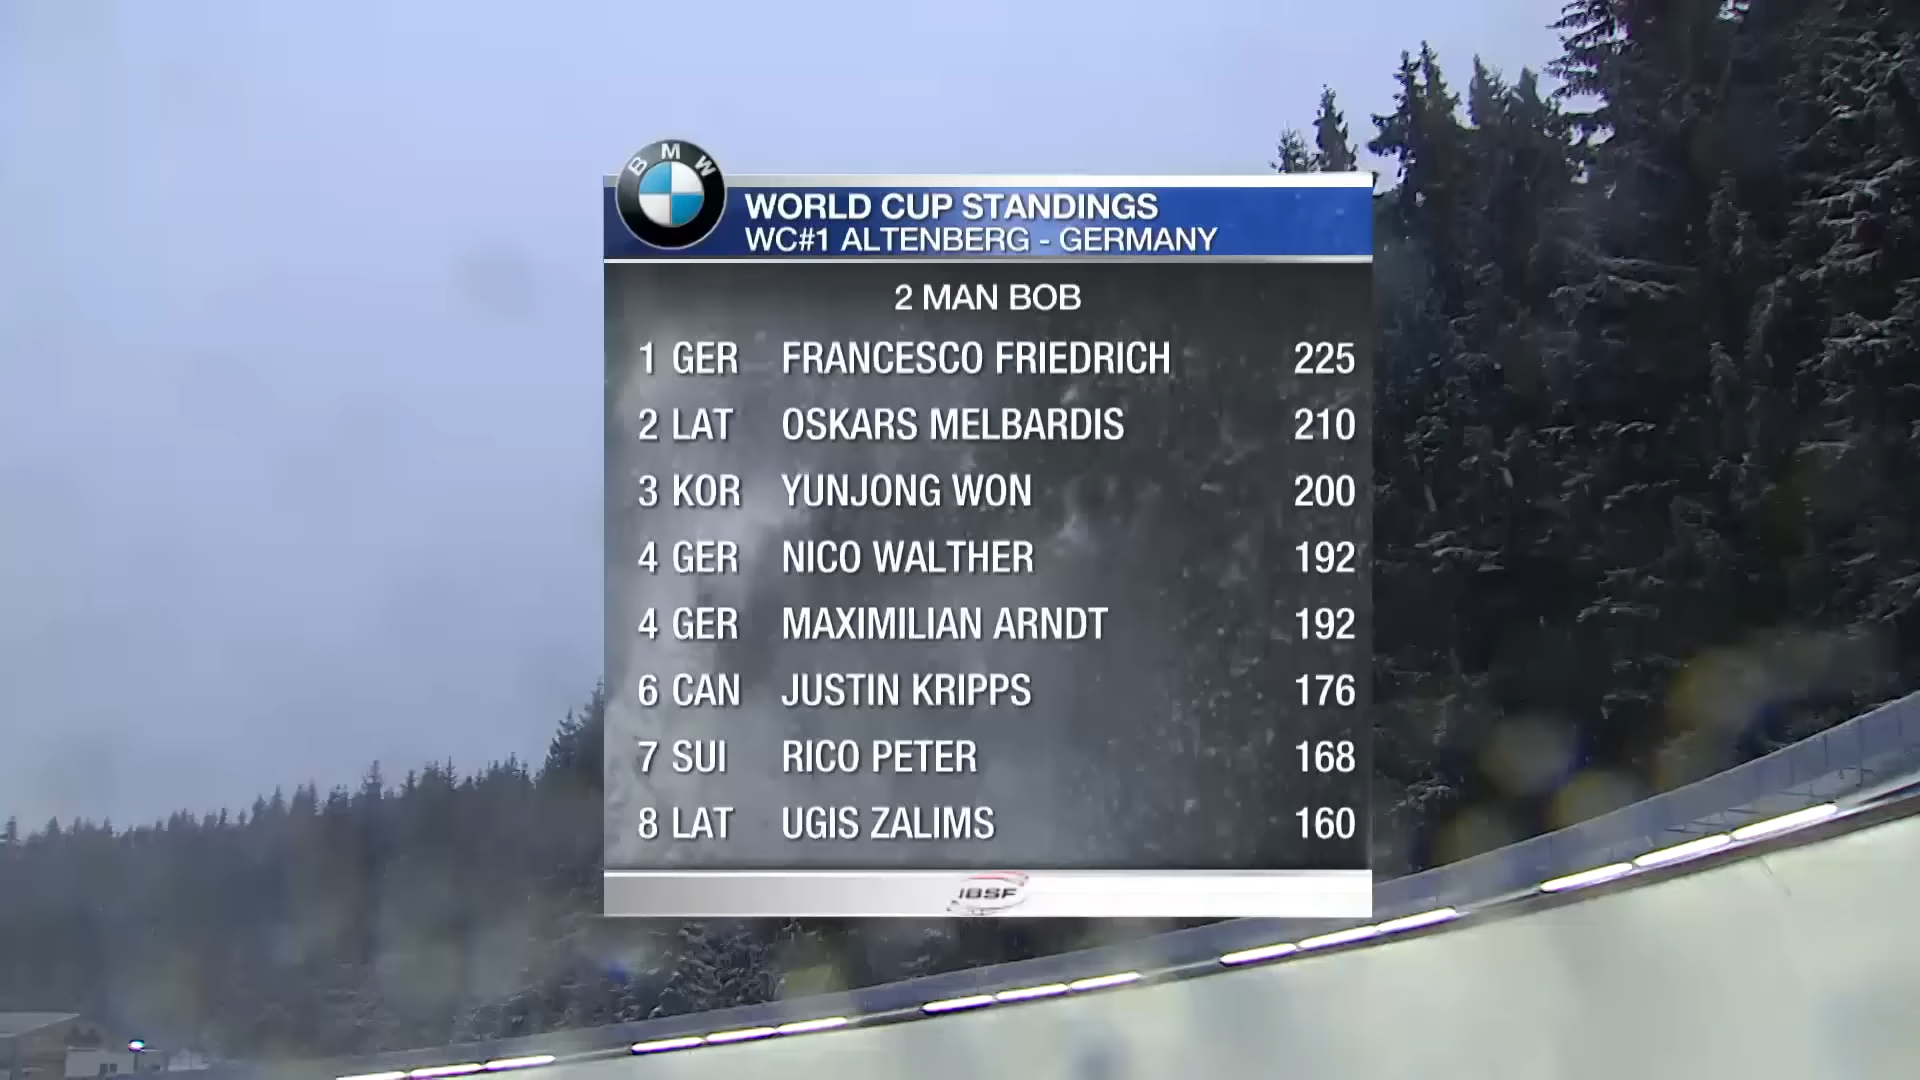 BMW
WORLD CUP STANDINGS
WC#1 ALTENBERG - GERMANY
2 MAN BOB
1 GER FRANCESCO FRIEDRICH 225
2 LAT OSKARS MELBARDIS 210
3 KOR YUNJONG WON 200
4 GER NICO WALTHER 192
4 GER MAXIMILIAN ARNDT 192
6 CAN JUSTIN KRIPPS 176
7 SUI RICO PETER 168
8 LAT UGIS ZALIMS 160
IBSF